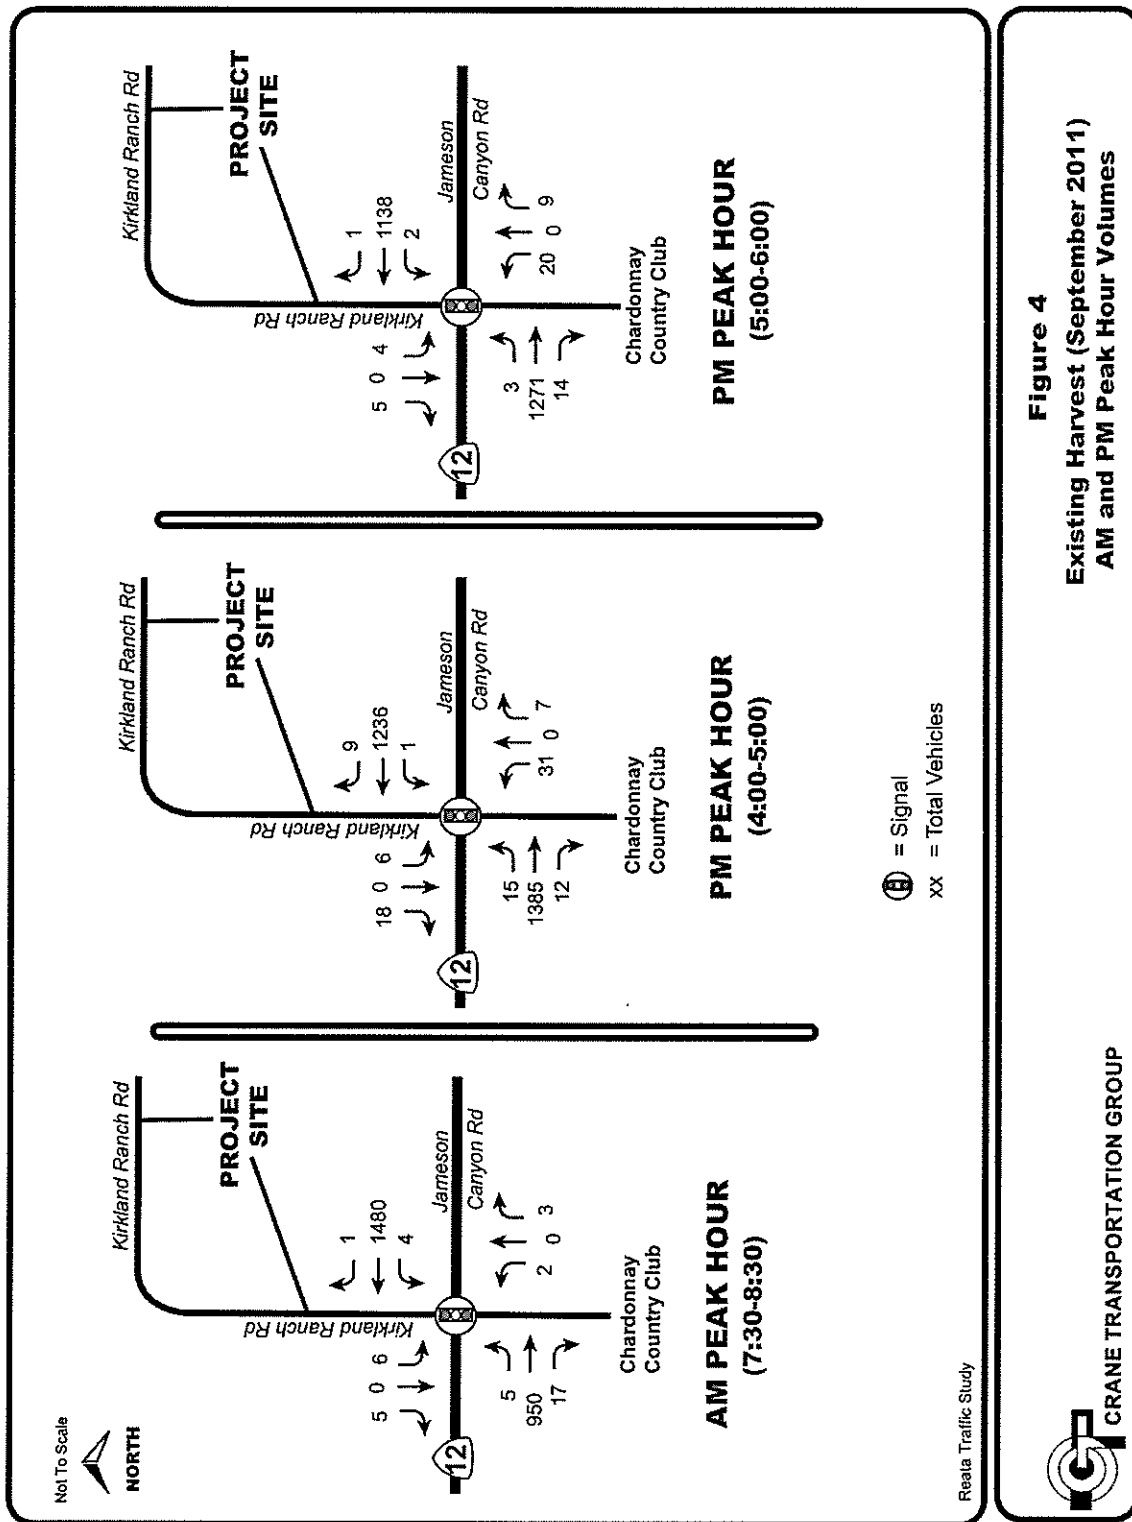 Not To Scale
NORTH
Kirkland Ranch Rd
PROJECT
SITE
Kirkland Ranch Rd
5 0 6
1
1480
4
12
Jameson
Canyon Rd
5
950
17
2 0 3
Chardonnay
Country Club
AM PEAK HOUR
(7:30-8:30)
Kirkland Ranch Rd
PROJECT
SITE
Kirkland Ranch Rd
18 0 6
9
1236
1
12
Jameson
Canyon Rd
15
1385
12
31 0 7
Chardonnay
Country Club
PM PEAK HOUR
(4:00-5:00)
Kirkland Ranch Rd
PROJECT
SITE
Kirkland Ranch Rd
5 0 4
1
1138
2
12
Jameson
Canyon Rd
3
1271
14
20 0 9
Chardonnay
Country Club
PM PEAK HOUR
(5:00-6:00)
= Signal
xx = Total Vehicles
Reata Traffic Study
CRANE TRANSPORTATION GROUP
Figure 4
Existing Harvest (September 2011)
AM and PM Peak Hour Volumes